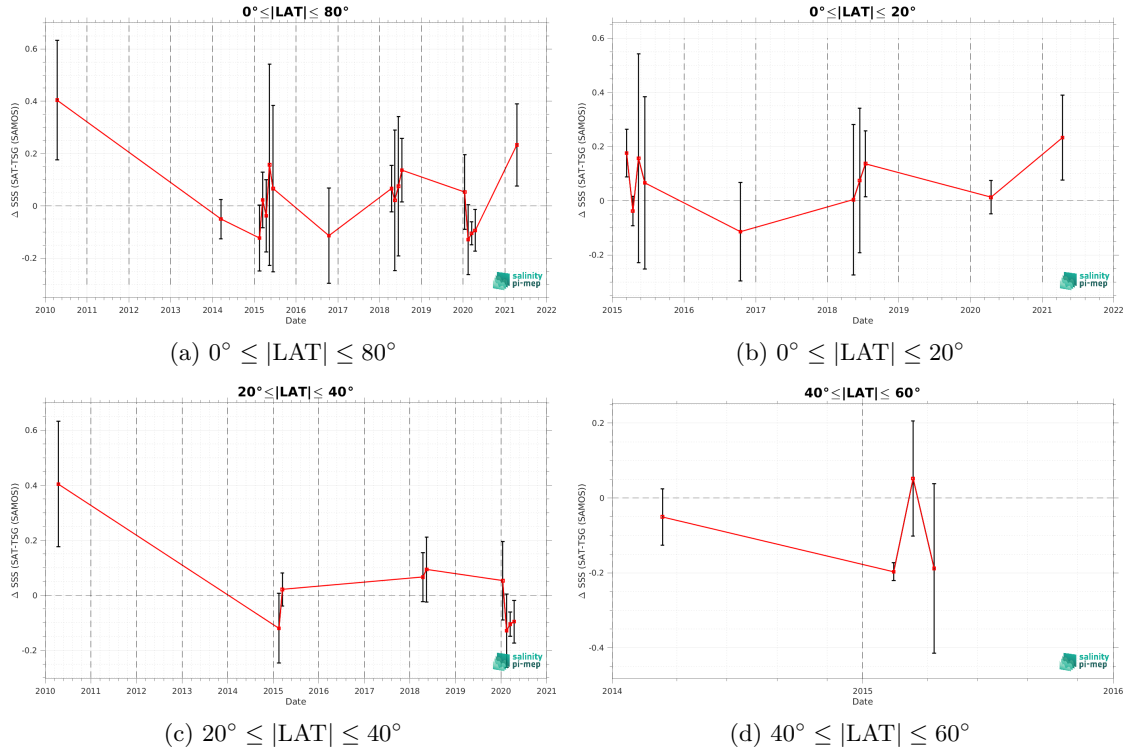 0°≤|LAT|≤ 80°
Δ SSS (SAT-TSG (SAMOS))
0.6
0.4
0.2
0
-0.2
2010 2011 2012 2013 2014 2015 2016 2017 2018 2019 2020 2021 2022
Date
salinity
pi-mep
(a) 0° ≤ |LAT| ≤ 80°
0°≤|LAT|≤ 20°
Δ SSS (SAT-TSG (SAMOS))
0.6
0.4
0.2
0
-0.2
2015 2016 2017 2018 2019 2020 2021 2022
Date
salinity
pi-mep
(b) 0° ≤ |LAT| ≤ 20°
20°≤|LAT|≤ 40°
Δ SSS (SAT-TSG (SAMOS))
0.6
0.4
0.2
0
-0.2
2010 2011 2012 2013 2014 2015 2016 2017 2018 2019 2020 2021
Date
salinity
pi-mep
(c) 20° ≤ |LAT| ≤ 40°
40°≤|LAT|≤ 60°
Δ SSS (SAT-TSG (SAMOS))
0.2
0
-0.2
-0.4
2014 2015 2016
Date
salinity
pi-mep
(d) 40° ≤ |LAT| ≤ 60°